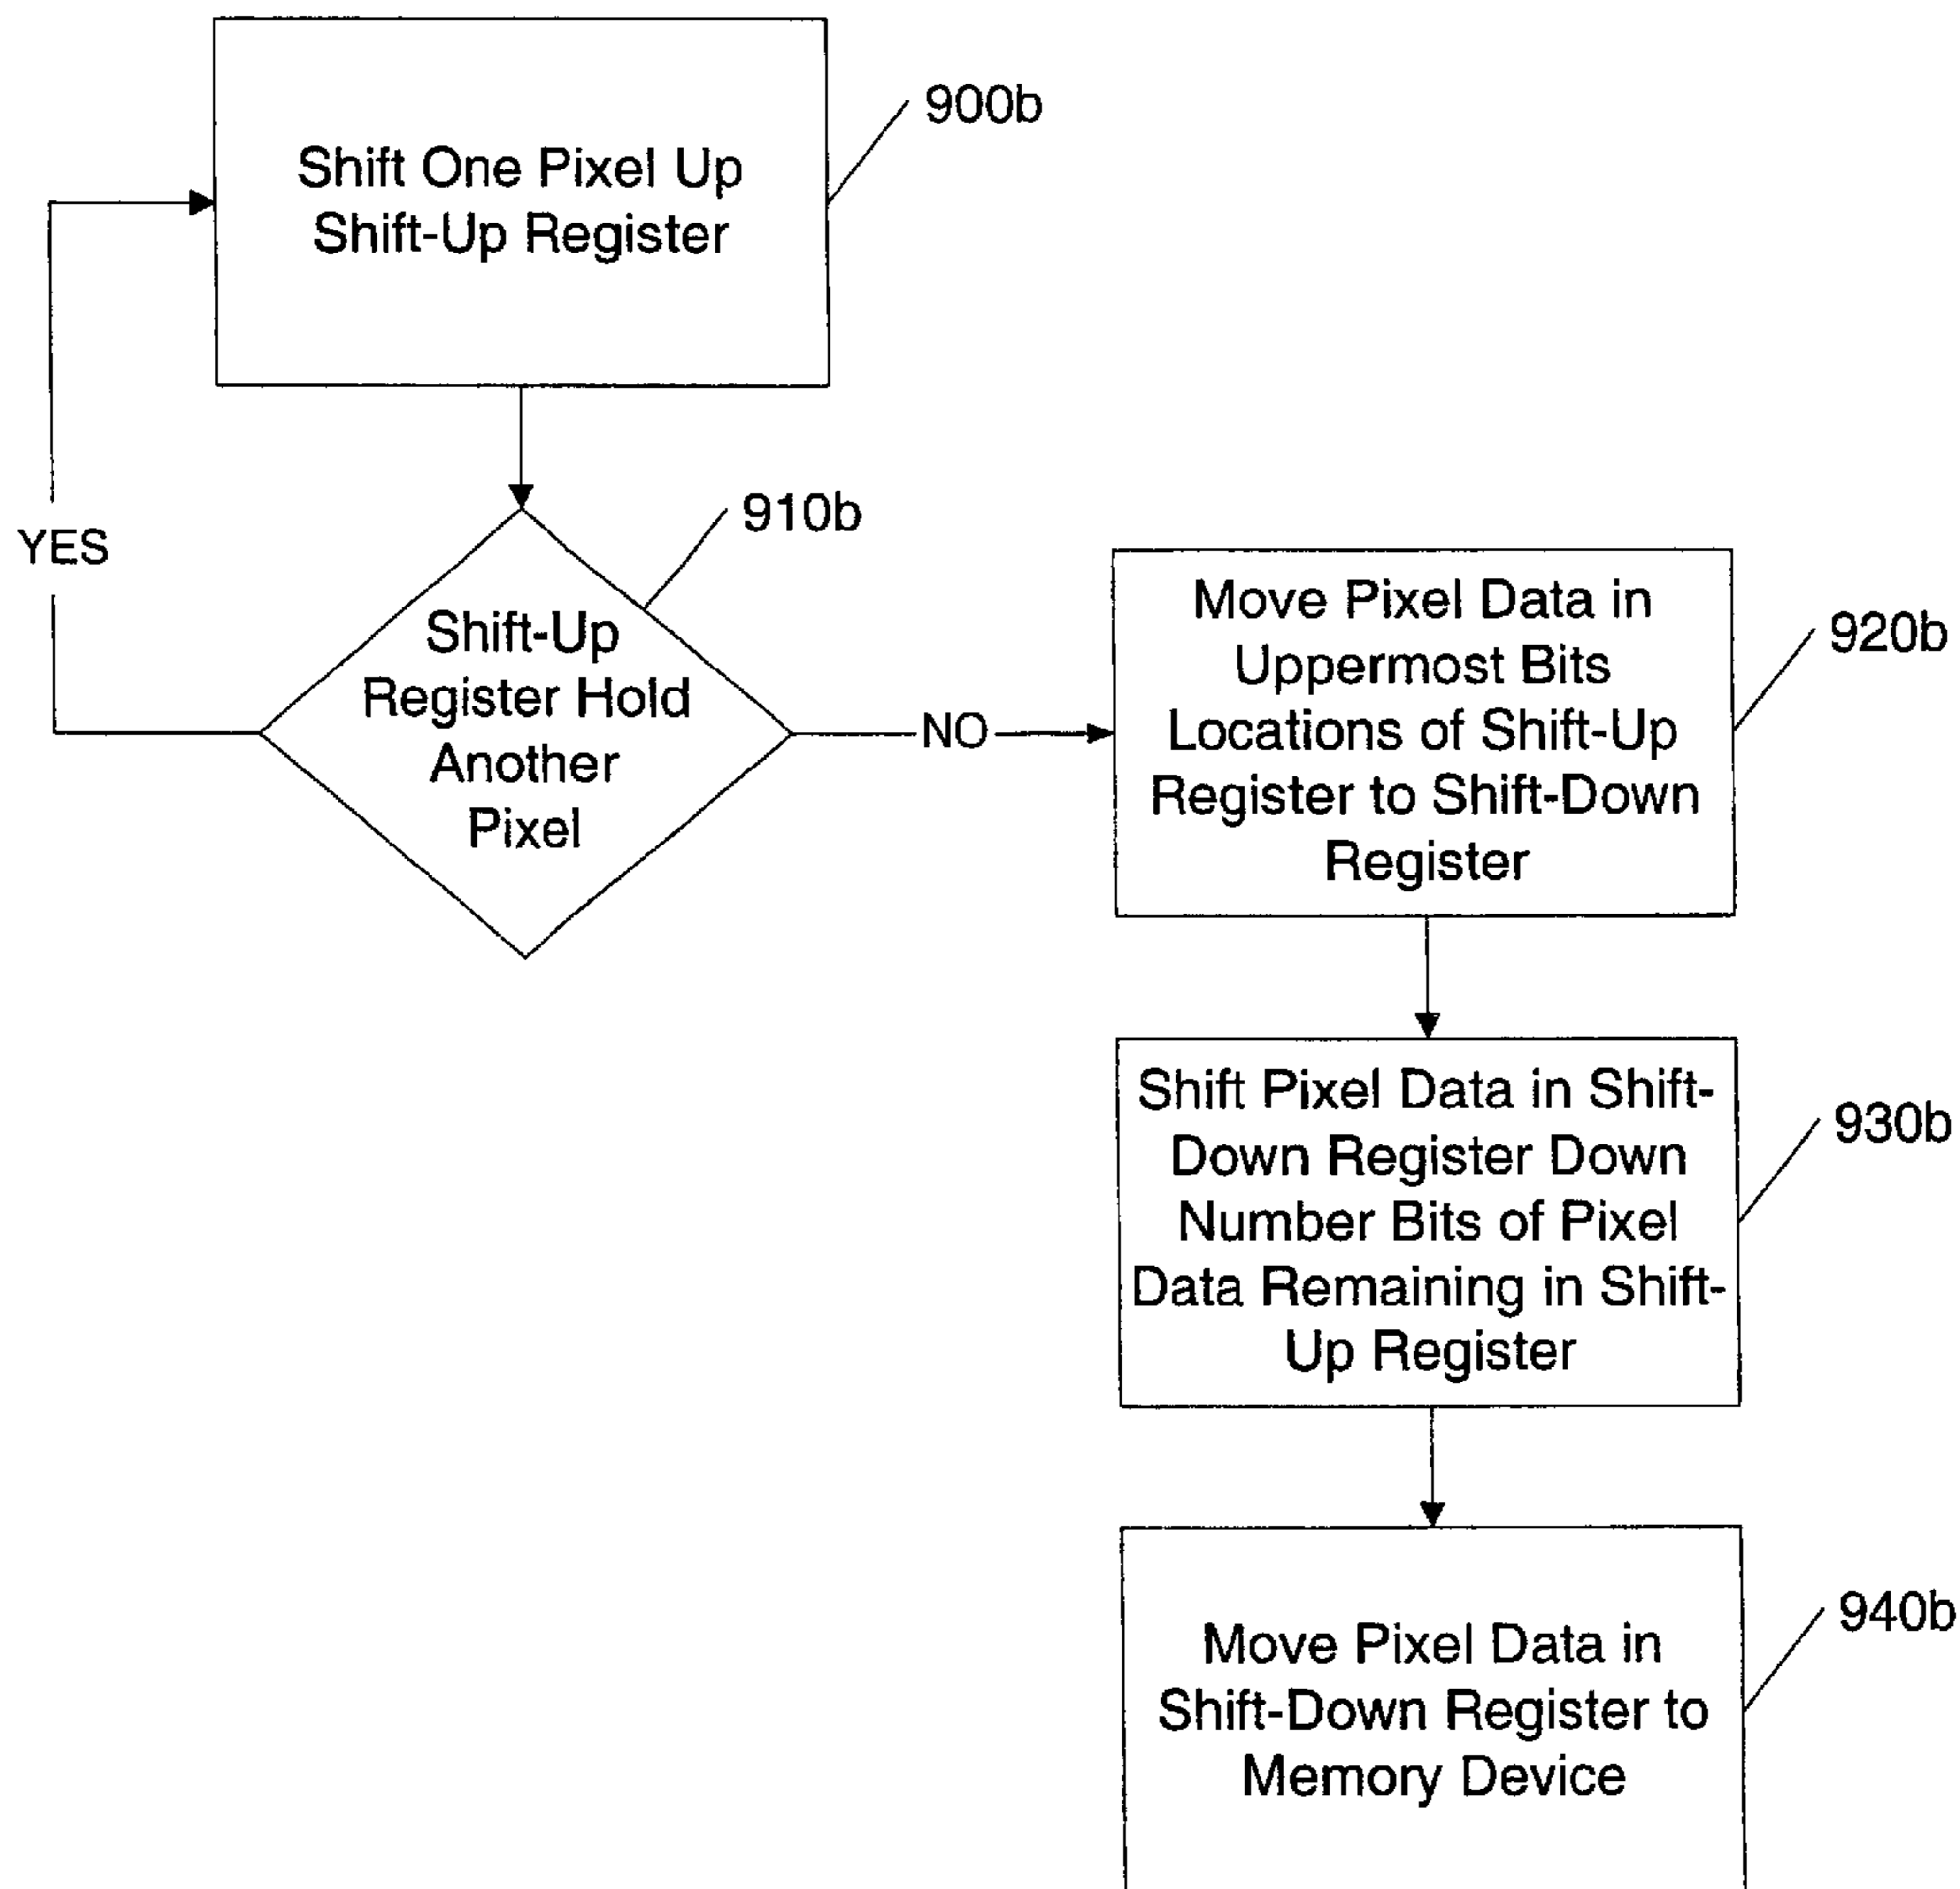 900b
Shift One Pixel Up
Shift-Up Register
910b
YES
Shift-Up
Register Hold
Another
Pixel
NO
920b
Move Pixel Data in
Uppermost Bits
Locations of Shift-Up
Register to Shift-Down
Register
930b
Shift Pixel Data in Shift-
Down Register Down
Number Bits of Pixel
Data Remaining in Shift-
Up Register
940b
Move Pixel Data in
Shift-Down Register to
Memory Device